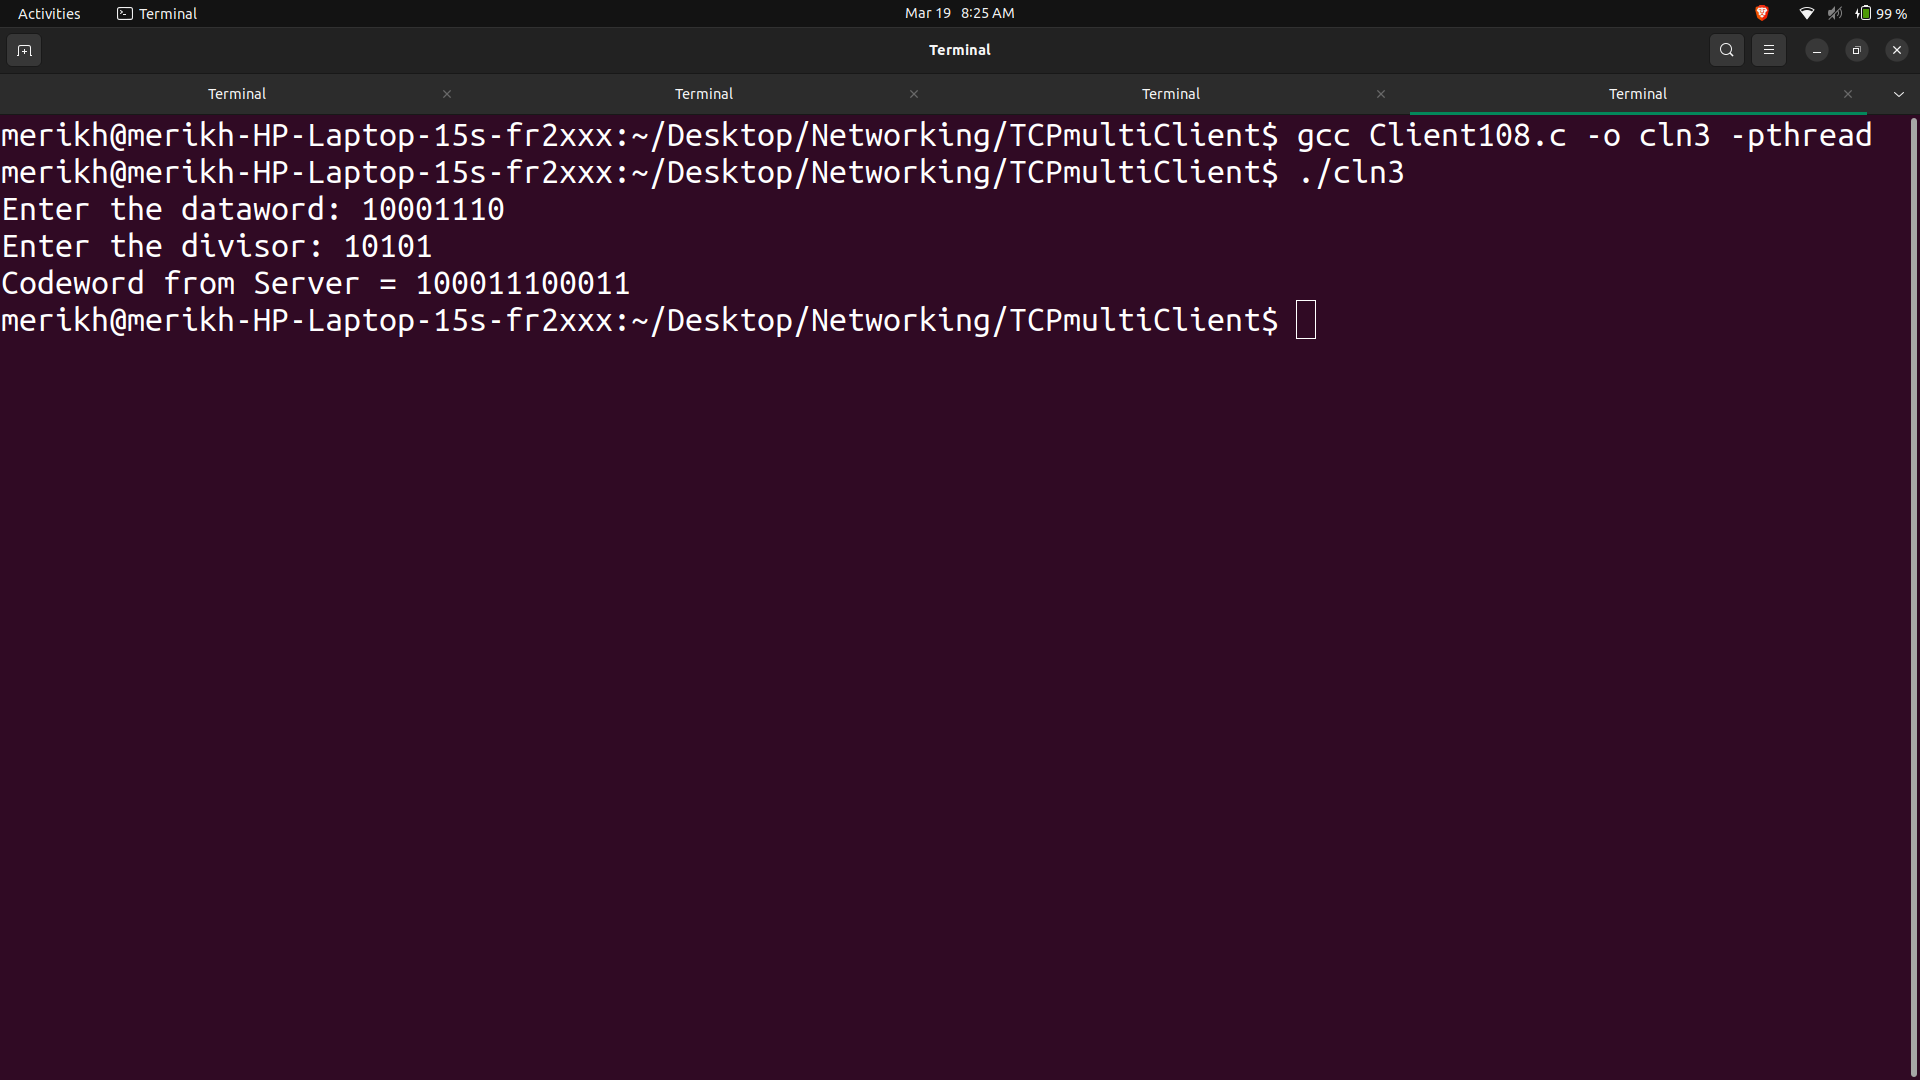 Activities Terminal Mar 19 8:25 AM 99 %
Terminal
Terminal Terminal Terminal Terminal
merikh@merikh-HP-Laptop-15s-fr2xxx:~/Desktop/Networking/TCPmultiClient$ gcc Client108.c -o cln3 -pthread
merikh@merikh-HP-Laptop-15s-fr2xxx:~/Desktop/Networking/TCPmultiClient$ ./cln3
Enter the dataword: 10001110
Enter the divisor: 10101
Codeword from Server = 100011100011
merikh@merikh-HP-Laptop-15s-fr2xxx:~/Desktop/Networking/TCPmultiClient$